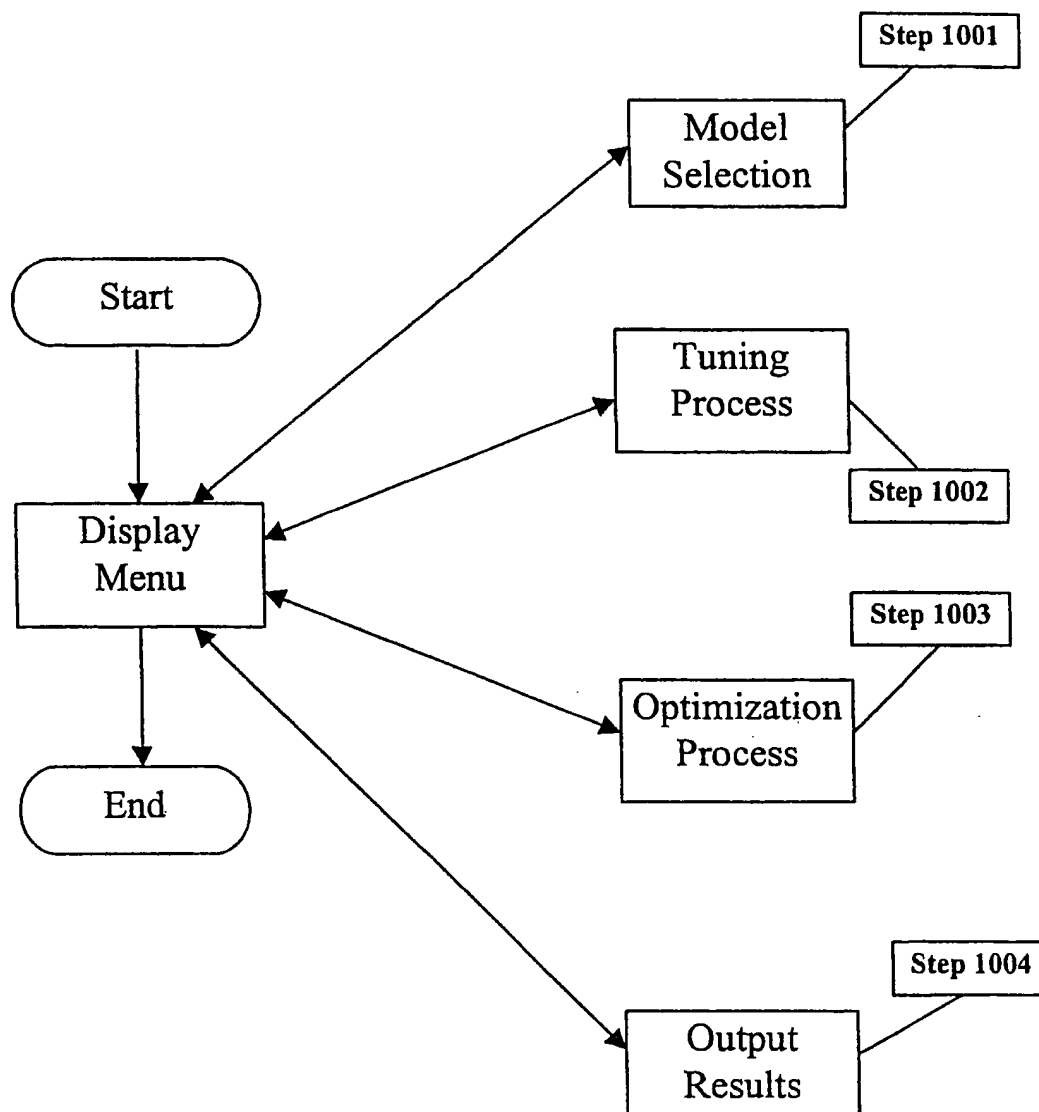 Step 1001
Model
Selection
Start
Tuning
Process
Step 1002
Display
Menu
Step 1003
Optimization
Process
End
Step 1004
Output
Results